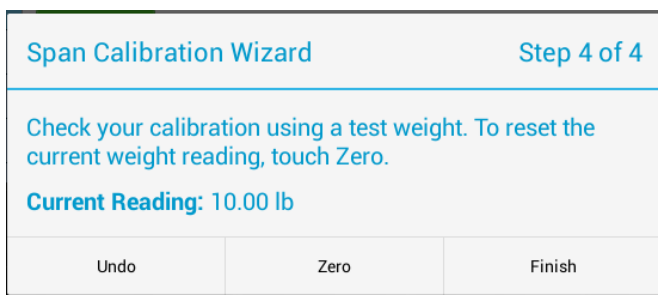 Span Calibration Wizard Step 4 of 4
Check your calibration using a test weight. To reset the
current weight reading, touch Zero.
Current Reading: 10.00 lb
Undo Zero Finish